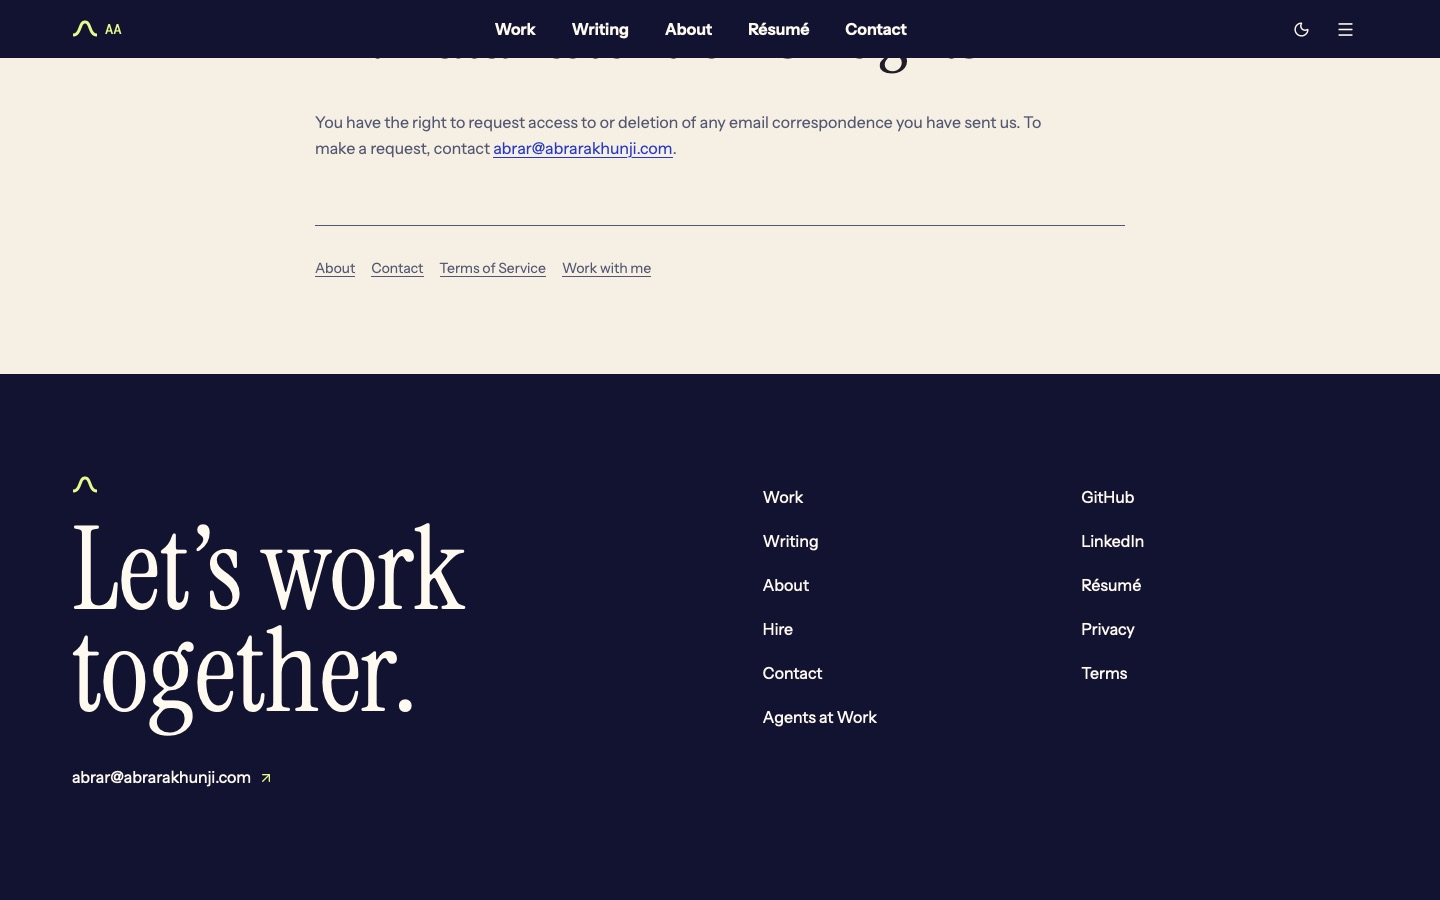 AA
Work
Writing
About
Résumé
Contact
You have the right to request access to or deletion of any email correspondence you have sent us. To
make a request, contact abrar@abrarakhunji.com.
About
Contact
Terms of Service
Work with me
Let’s work
together.
abrar@abrarakhunji.com
Work
Writing
About
Hire
Contact
Agents at Work
GitHub
LinkedIn
Résumé
Privacy
Terms